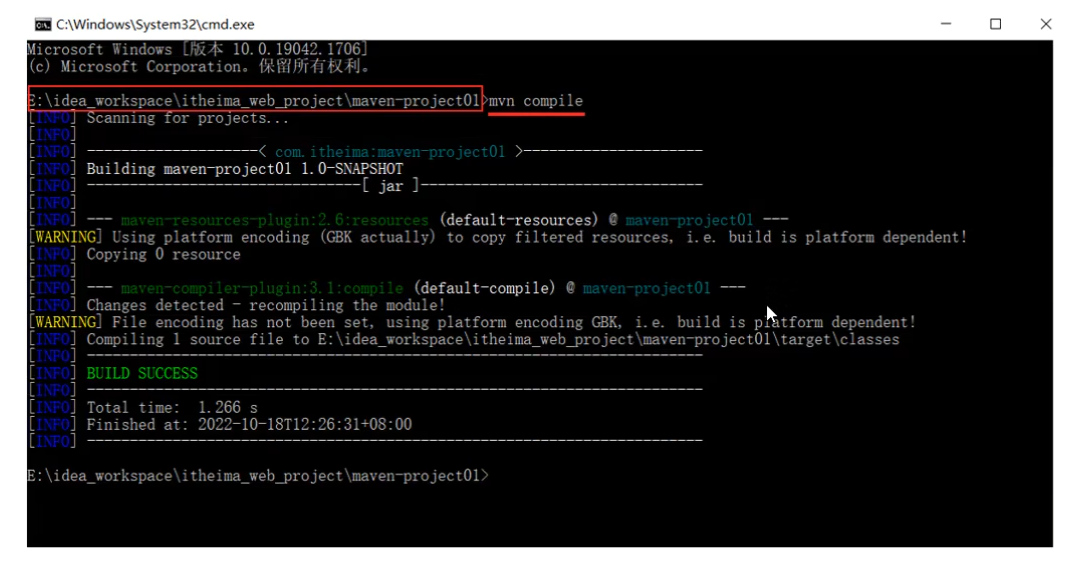 C:\Windows\System32\cmd.exe
Microsoft Windows [版本 10.0.19042.1706]
(c) Microsoft Corporation。保留所有权利。
E:\idea_workspace\itheima_web_project\maven-project01>mvn compile
[INFO] Scanning for projects...
[INFO]
[INFO] --------------------< com.itheima:maven-project01 >---------------------
[INFO] Building maven-project01 1.0-SNAPSHOT
[INFO] --------------------------------[ jar ]---------------------------------
[INFO]
[INFO] --- maven-resources-plugin:2.6:resources (default-resources) @ maven-project01 ---
[WARNING] Using platform encoding (GBK actually) to copy filtered resources, i.e. build is platform dependent!
[INFO] Copying 0 resource
[INFO]
[INFO] --- maven-compiler-plugin:3.1:compile (default-compile) @ maven-project01 ---
[INFO] Changes detected - recompiling the module!
[WARNING] File encoding has not been set, using platform encoding GBK, i.e. build is platform dependent!
[INFO] Compiling 1 source file to E:\idea_workspace\itheima_web_project\maven-project01\target\classes
[INFO] ------------------------------------------------------------------------
[INFO] BUILD SUCCESS
[INFO] ------------------------------------------------------------------------
[INFO] Total time:  1.266 s
[INFO] Finished at: 2022-10-18T12:26:31+08:00
[INFO] ------------------------------------------------------------------------
E:\idea_workspace\itheima_web_project\maven-project01>